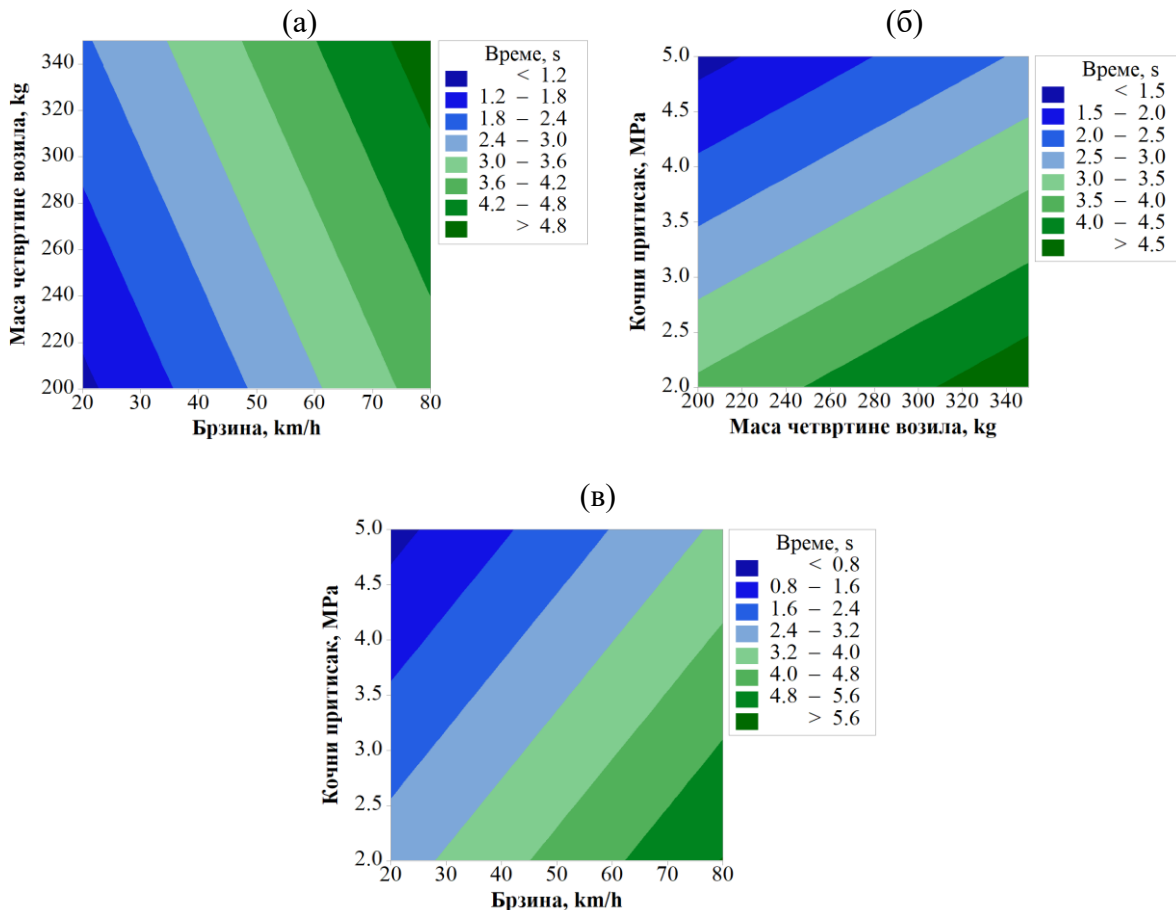 (а)
Маса четвртине возила, kg
340
320
300
280
260
240
220
200
20 30 40 50 60 70 80
Брзина, km/h
Време, s
< 1.2
1.2 – 1.8
1.8 – 2.4
2.4 – 3.0
3.0 – 3.6
3.6 – 4.2
4.2 – 4.8
> 4.8
(б)
Кочни притисак, MPa
5.0
4.5
4.0
3.5
3.0
2.5
2.0
200 220 240 260 280 300 320 340
Маса четвртине возила, kg
Време, s
< 1.5
1.5 – 2.0
2.0 – 2.5
2.5 – 3.0
3.0 – 3.5
3.5 – 4.0
4.0 – 4.5
> 4.5
(в)
Кочни притисак, MPa
5.0
4.5
4.0
3.5
3.0
2.5
2.0
20 30 40 50 60 70 80
Брзина, km/h
Време, s
< 0.8
0.8 – 1.6
1.6 – 2.4
2.4 – 3.2
3.2 – 4.0
4.0 – 4.8
4.8 – 5.6
> 5.6